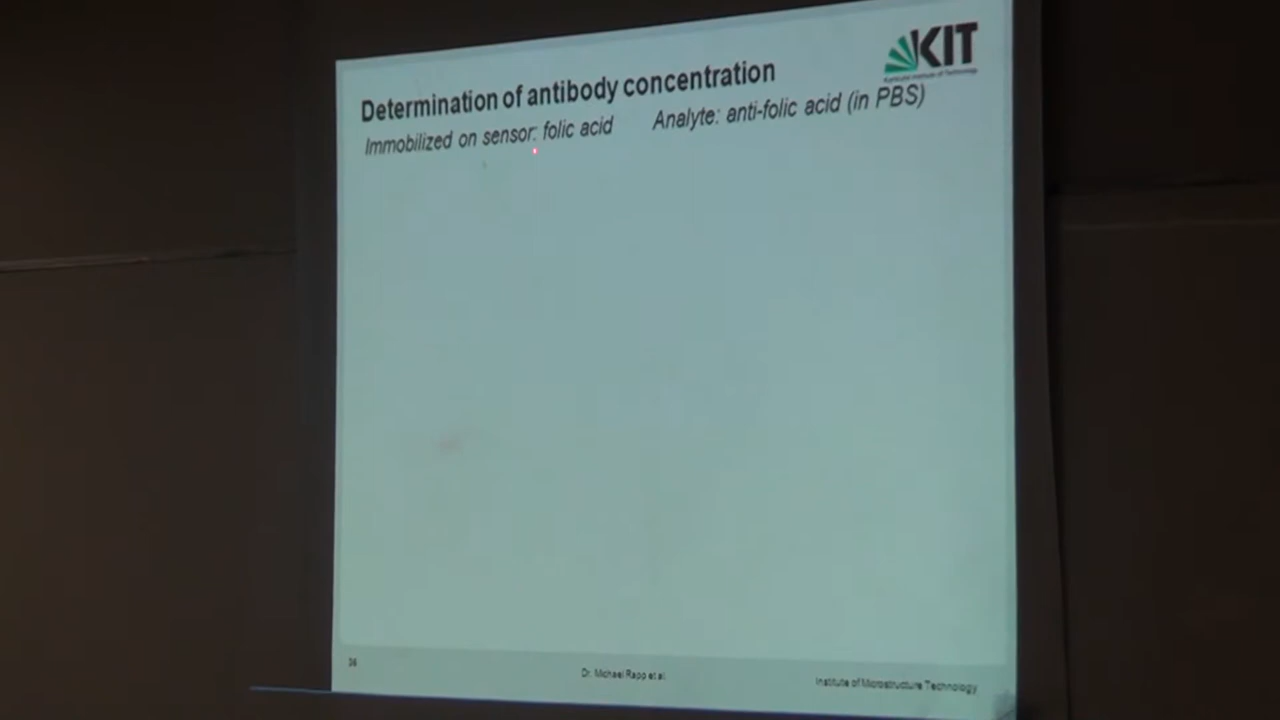 KIT
Karlsruhe Institute of Technology
Determination of antibody concentration
Immobilized on sensor: folic acid Analyte: anti-folic acid (in PBS)
36
Dr. Michael Rapp et al
Institute of Microstructure Technology